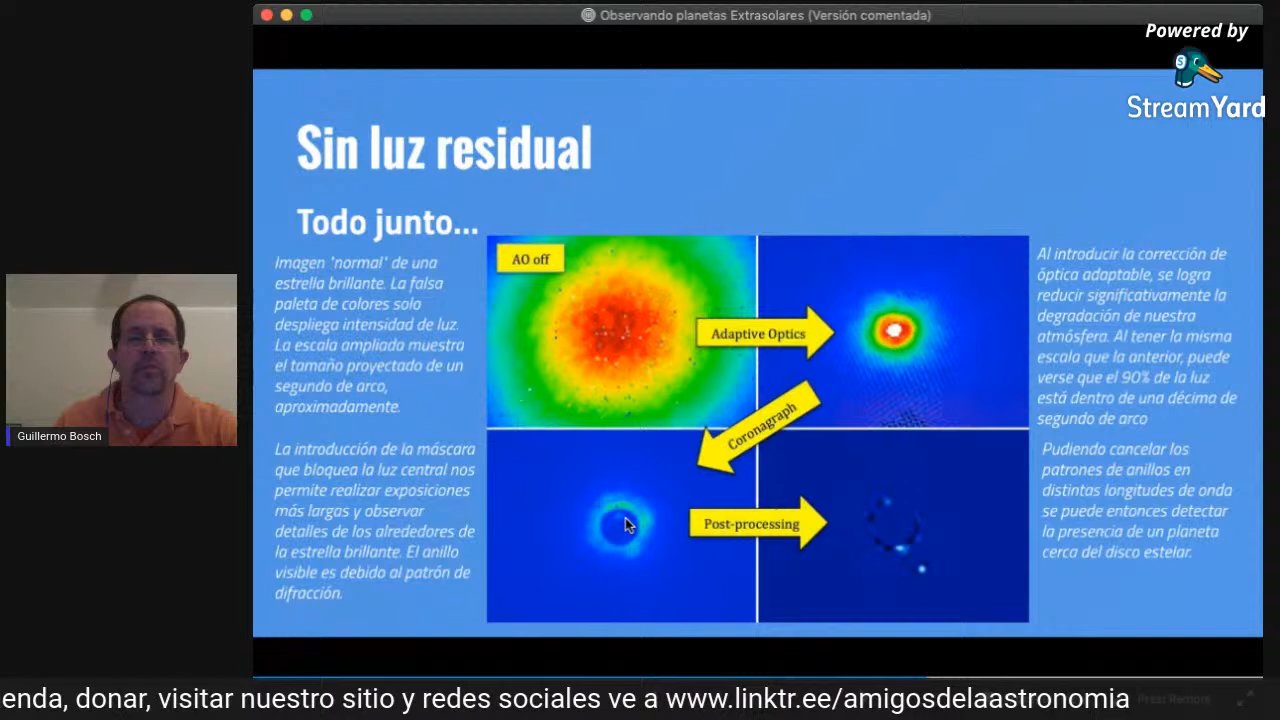 Observando planetas Extrasolares (Versión comentada)
Powered by
S
StreamYard
Sin luz residual
Todo junto...
Imagen "normal" de una
estrella brillante. La falsa
paleta de colores solo
despliega intensidad de luz.
La escala ampliada muestra
el tamaño proyectado de un
segundo de arco,
aproximadamente.
La introducción de la máscara
que bloquea la luz central nos
permite realizar exposiciones
más largas y observar
detalles de los alrededores de
la estrella brillante. El anillo
visible es debido al patrón de
difracción.
AO off
Adaptive Optics
Coronagraph
Post-processing
Al introducir la corrección de
óptica adaptable, se logra
reducir significativamente la
degradación de nuestra
atmósfera. Al tener la misma
escala que la anterior, puede
verse que el 90% de la luz
está dentro de una décima de
segundo de arco
Pudiendo cancelar los
patrones de anillos en
distintas longitudes de onda
se puede entonces detectar
la presencia de un planeta
cerca del disco estelar.
Guillermo Bosch
enda, donar, visitar nuestro sitio y redes sociales ve a www.linktr.ee/amigosdelaastronomia
Press Remote